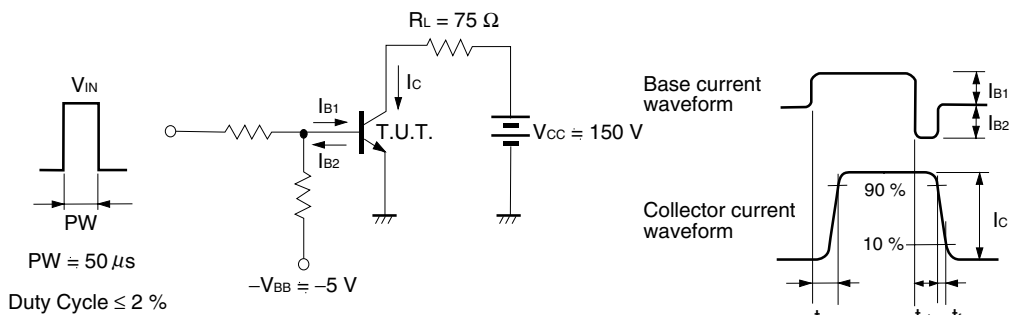 RL = 75 Ω
VIN
IC
IB1
T.U.T.
IB2
VCC ≒ 150 V
PW
PW ≒ 50 μs
Duty Cycle ≤ 2 %
−VBB ≒ −5 V
Base current
waveform
IB1
IB2
Collector current
waveform
90 %
10 %
IC